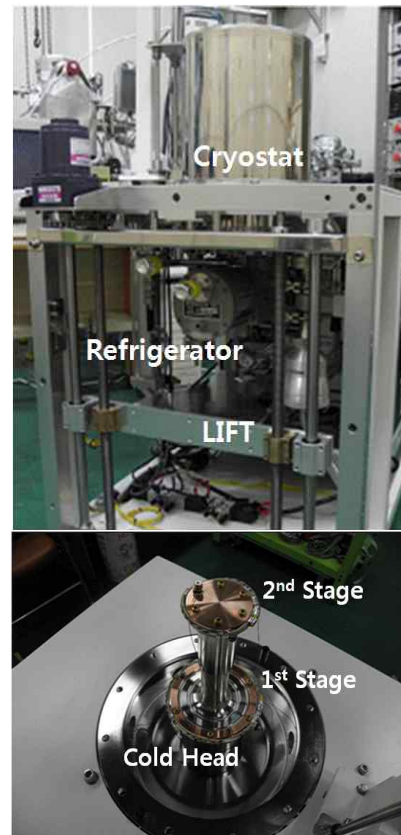 Cryostat
Refrigerator
LIFT
2nd Stage
1st Stage
Cold Head